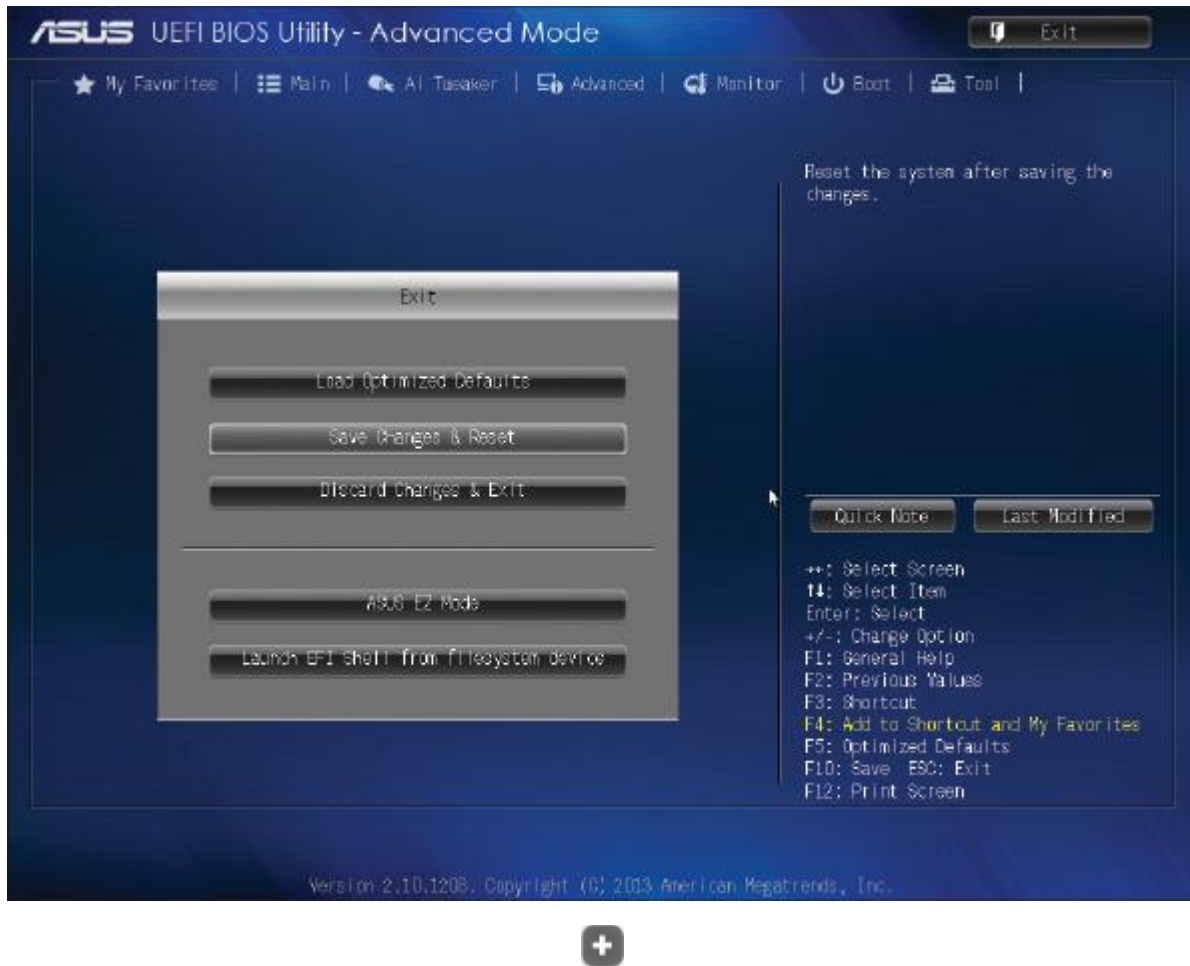 ASUS UEFI BIOS Utility - Advanced Mode
Exit
My Favorites | Main | Ai Tweaker | Advanced | Monitor | Boot | Tool |
Reset the system after saving the
changes.
Exit
Load Optimized Defaults
Save Changes & Reset
Discard Changes & Exit
ASUS EZ Mode
Launch EFI Shell from filesystem device
Quick Note
Last Modified
→←: Select Screen
↑↓: Select Item
Enter: Select
+/-: Change Option
F1: General Help
F2: Previous Values
F3: Shortcut
F4: Add to Shortcut and My Favorites
F5: Optimized Defaults
F10: Save ESC: Exit
F12: Print Screen
Version 2.10.1208. Copyright (C) 2013 American Megatrends, Inc.